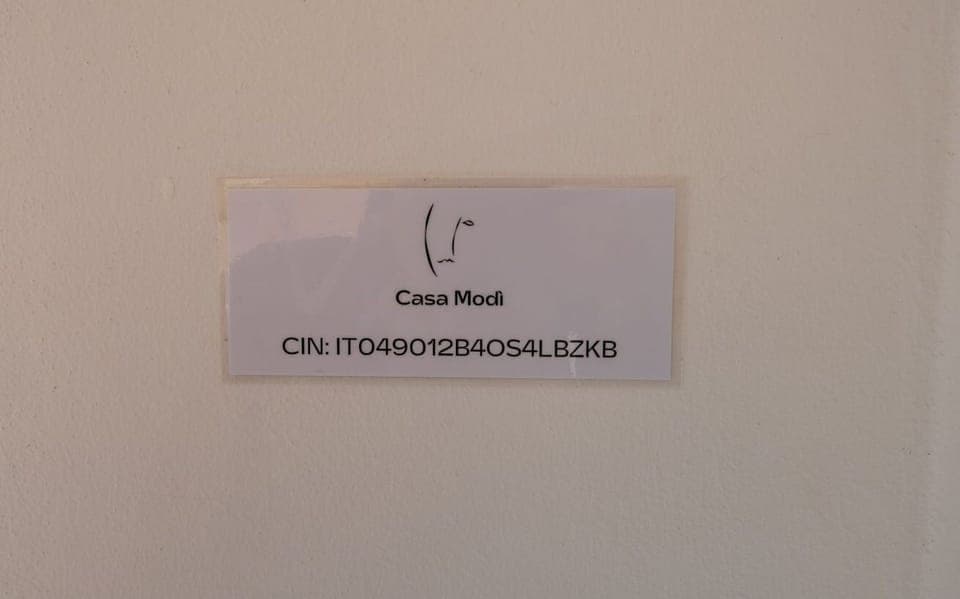 Casa Modì
CIN: IT049012B4OS4LBZKB